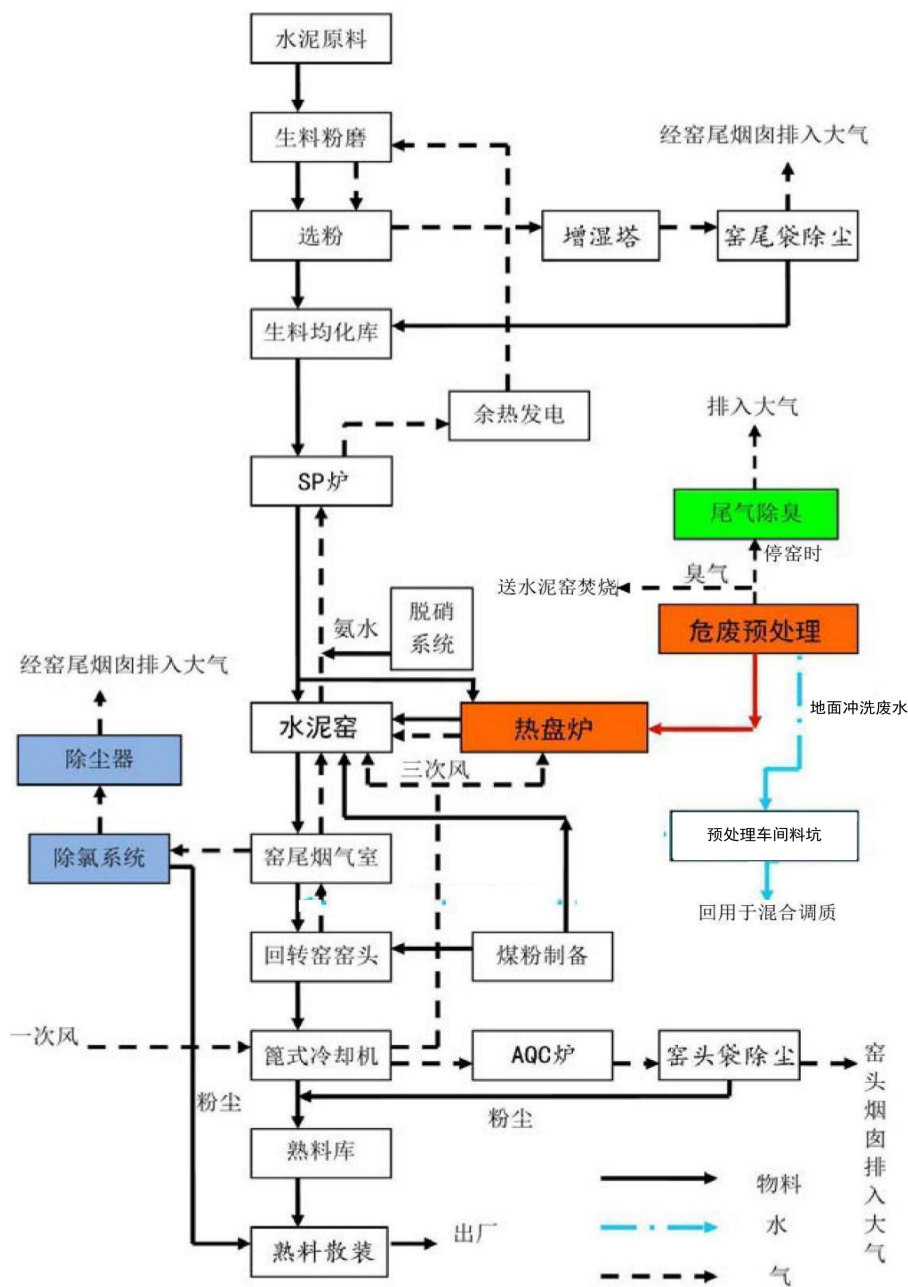 水泥原料
生料粉磨
经窑尾烟囱排入大气
选粉
增湿塔
窑尾袋除尘
生料均化库
余热发电
排入大气
SP炉
尾气除臭
停窑时
臭气
送水泥窑焚烧
脱硝
系统
氨水
危废预处理
经窑尾烟囱排入大气
地面冲洗废水
水泥窑
热盘炉
除尘器
三次风
预处理车间料坑
除氯系统
窑尾烟气室
回用于混合调质
回转窑窑头
煤粉制备
一次风
篦式冷却机
AQC炉
窑头袋除尘
窑头烟囱排入大气
粉尘
粉尘
熟料库
物料
水
熟料散装
出厂
气